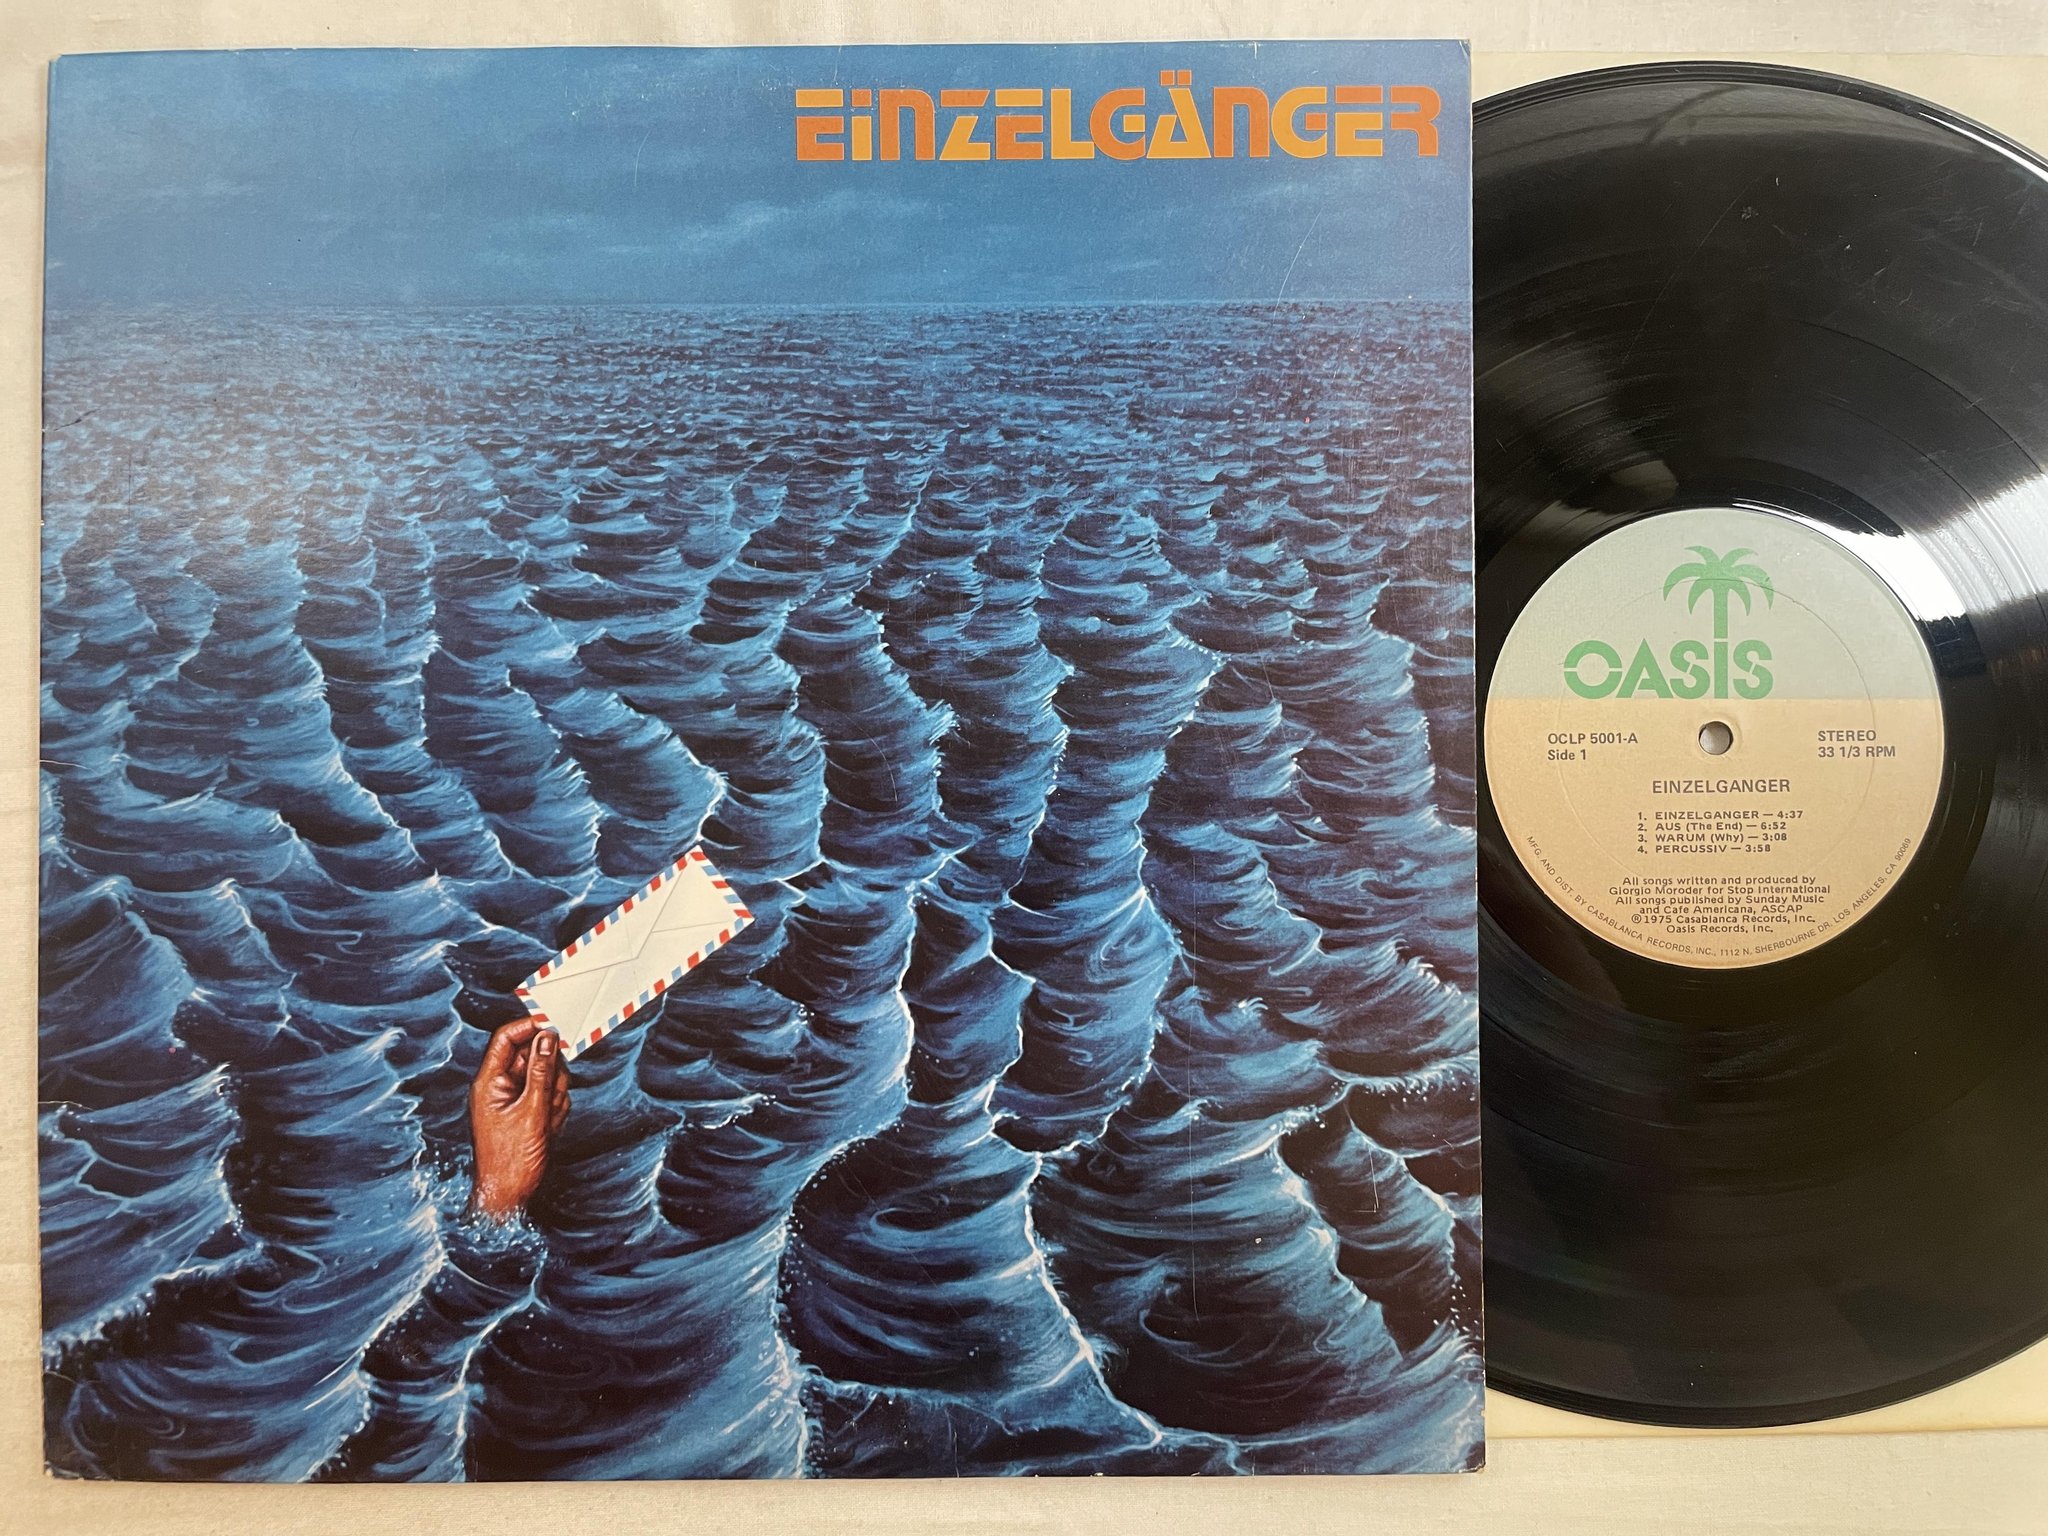 EINZELGÄNGER
OASIS
OCLP 5001-A
Side 1
STEREO
33 1/3 RPM
EINZELGANGER
1. EINZELGANGER — 4:37
2. AUS (The End) — 6:52
3. WARUM (Why) — 3:08
4. PERCUSSIV — 3:58
All songs written and produced by
Giorgio Moroder for Stop International
All songs published by Sunday Music
and Cafe Americana, ASCAP
℗1975 Casablanca Records, Inc.
Oasis Records, Inc.
MFG. AND DIST. BY CASABLANCA RECORDS, INC., 1112 N. SHERBOURNE DR. LOS ANGELES, CA 90069